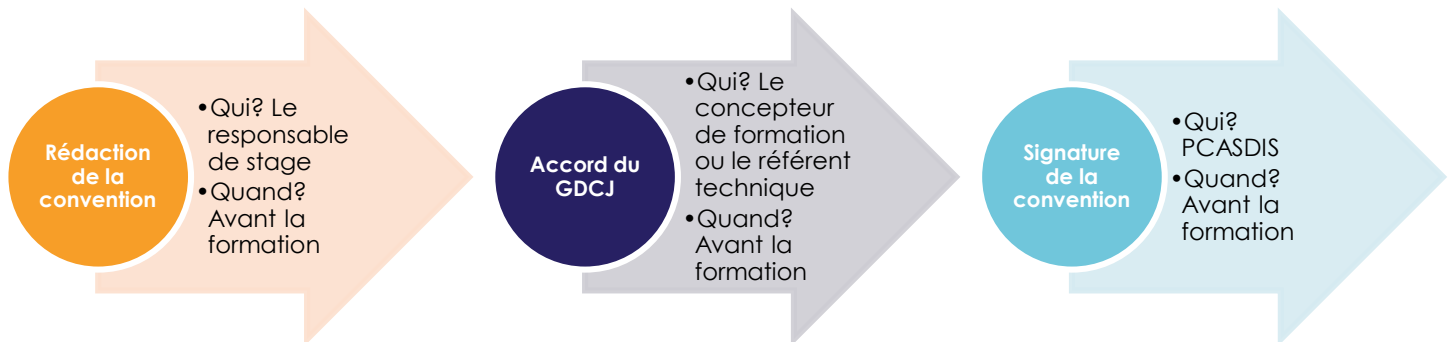 Rédaction
de la
convention
•Qui? Le
responsable
de stage
•Quand?
Avant la
formation
Accord du
GDCJ
•Qui? Le
concepteur
de formation
ou le référent
technique
•Quand?
Avant la
formation
Signature
de la
convention
•Qui?
PCASDIS
•Quand?
Avant la
formation